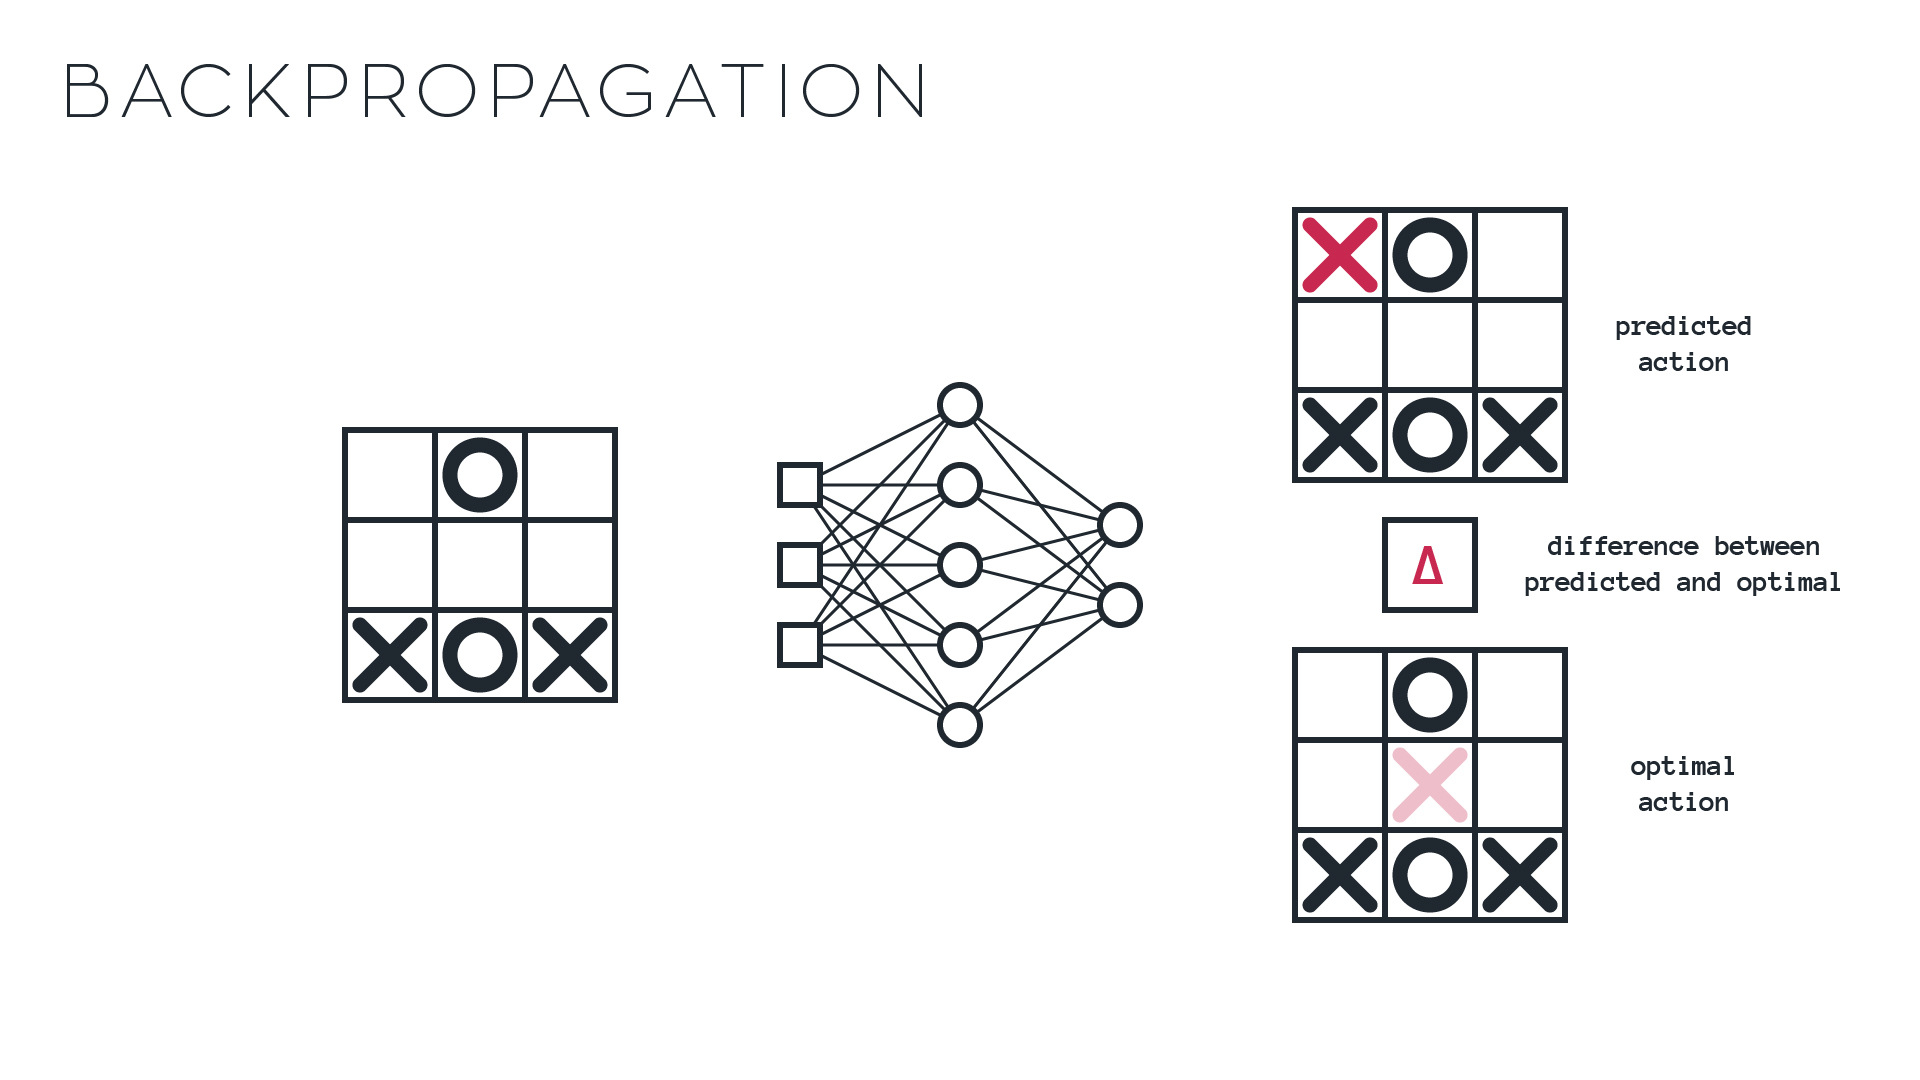 BACKPROPAGATION
predicted
action
Δ
difference between
predicted and optimal
optimal
action